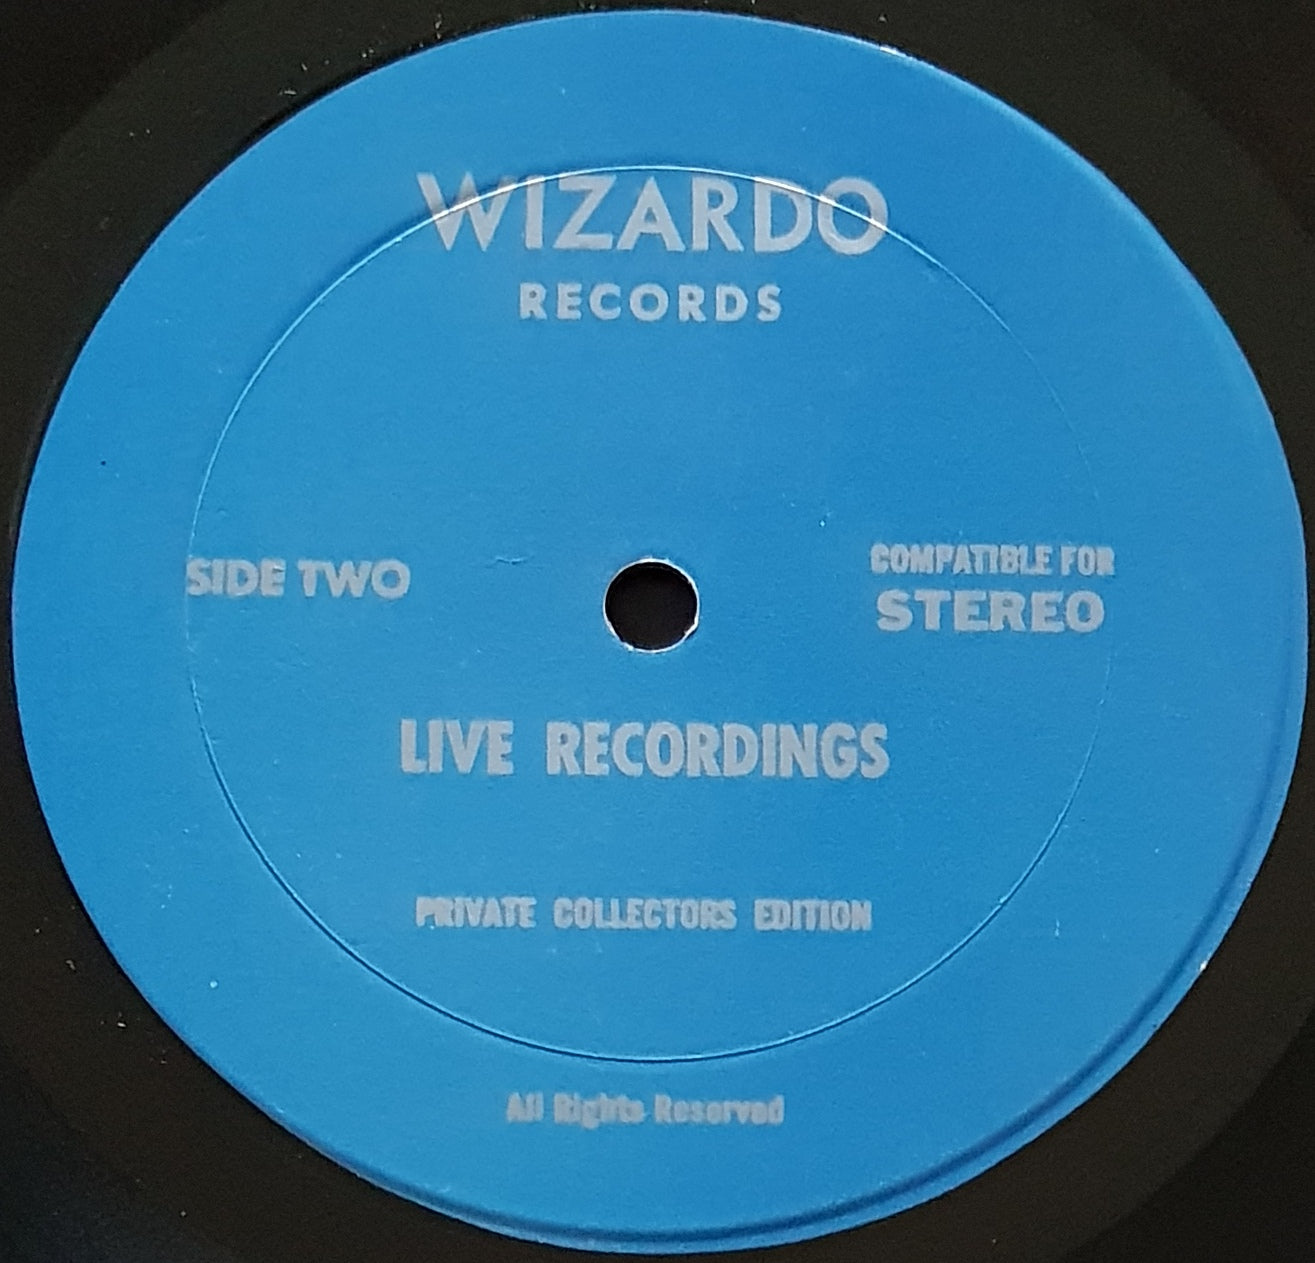 WIZARDO
RECORDS
SIDE TWO
COMPATIBLE FOR
STEREO
LIVE RECORDINGS
PRIVATE COLLECTORS EDITION
All Rights Reserved